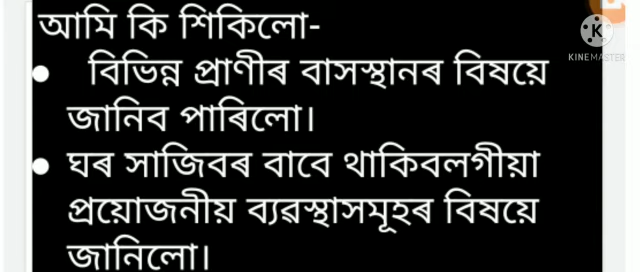 আমি কি শিকিলো-
● বিভিন্ন প্ৰাণীৰ বাসস্থানৰ বিষয়ে
জানিব পাৰিলো।
● ঘৰ সাজিবৰ বাবে থাকিবলগীয়া
প্ৰয়োজনীয় ব্যৱস্থাসমূহৰ বিষয়ে
জানিলো।
KINEMASTER